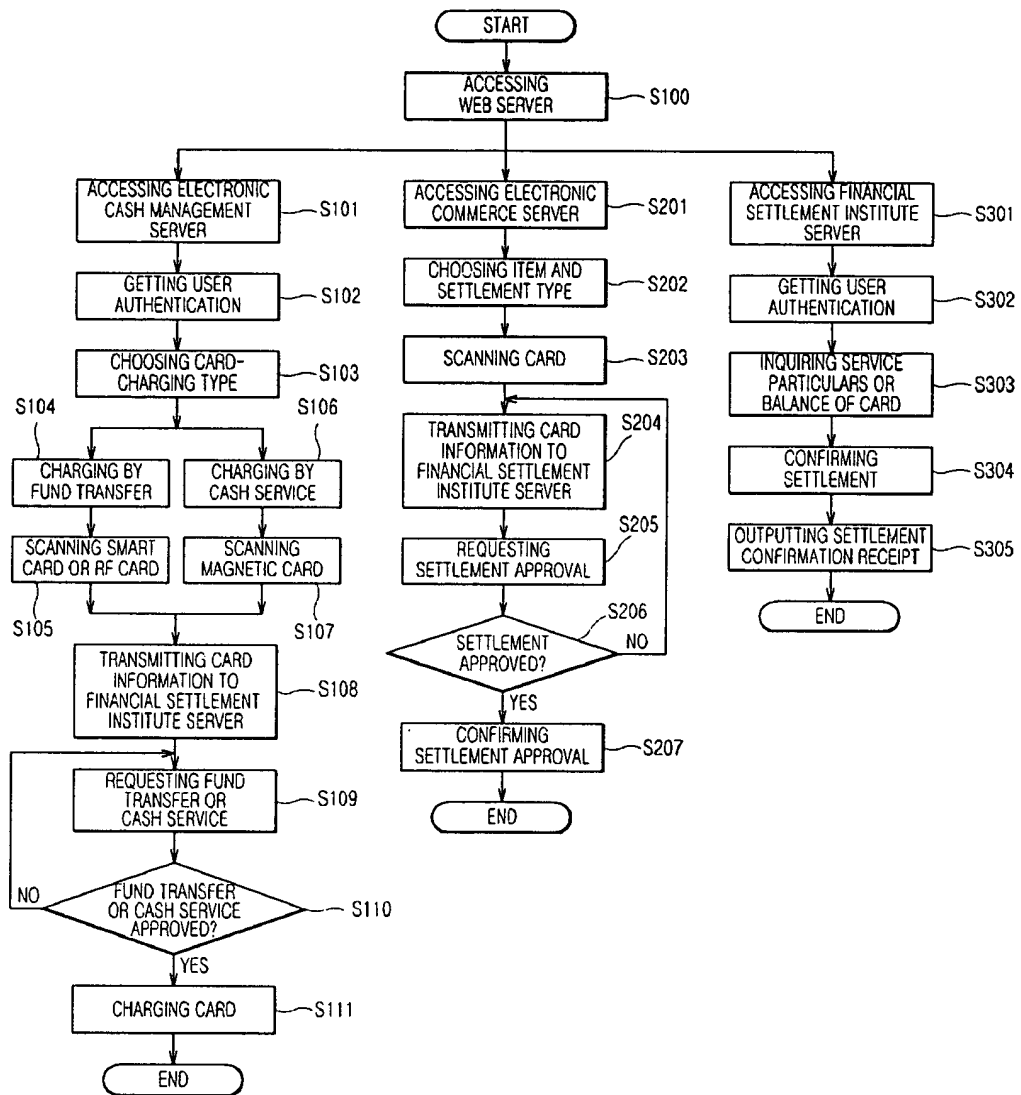 START
ACCESSING
WEB SERVER
S100
ACCESSING ELECTRONIC
CASH MANAGEMENT
SERVER
S101
GETTING USER
AUTHENTICATION
S102
CHOOSING CARD-
CHARGING TYPE
S103
S104
S106
CHARGING BY
FUND TRANSFER
CHARGING BY
CASH SERVICE
SCANNING SMART
CARD OR RF CARD
SCANNING
MAGNETIC CARD
S105
S107
TRANSMITTING CARD
INFORMATION TO
FINANCIAL SETTLEMENT
INSTITUTE SERVER
S108
REQUESTING FUND
TRANSFER OR
CASH SERVICE
S109
NO
FUND TRANSFER
OR CASH SERVICE
APPROVED?
S110
YES
CHARGING CARD
S111
END
ACCESSING ELECTRONIC
COMMERCE SERVER
S201
CHOOSING ITEM AND
SETTLEMENT TYPE
S202
SCANNING CARD
S203
S204
TRANSMITTING CARD
INFORMATION TO
FINANCIAL SETTLEMENT
INSTITUTE SERVER
S205
REQUESTING
SETTLEMENT APPROVAL
S206
SETTLEMENT
APPROVED?
NO
YES
CONFIRMING
SETTLEMENT APPROVAL
S207
END
ACCESSING FINANCIAL
SETTLEMENT INSTITUTE
SERVER
S301
GETTING USER
AUTHENTICATION
S302
INQUIRING SERVICE
PARTICULARS OR
BALANCE OF CARD
S303
CONFIRMING
SETTLEMENT
S304
OUTPUTTING SETTLEMENT
CONFIRMATION RECEIPT
S305
END